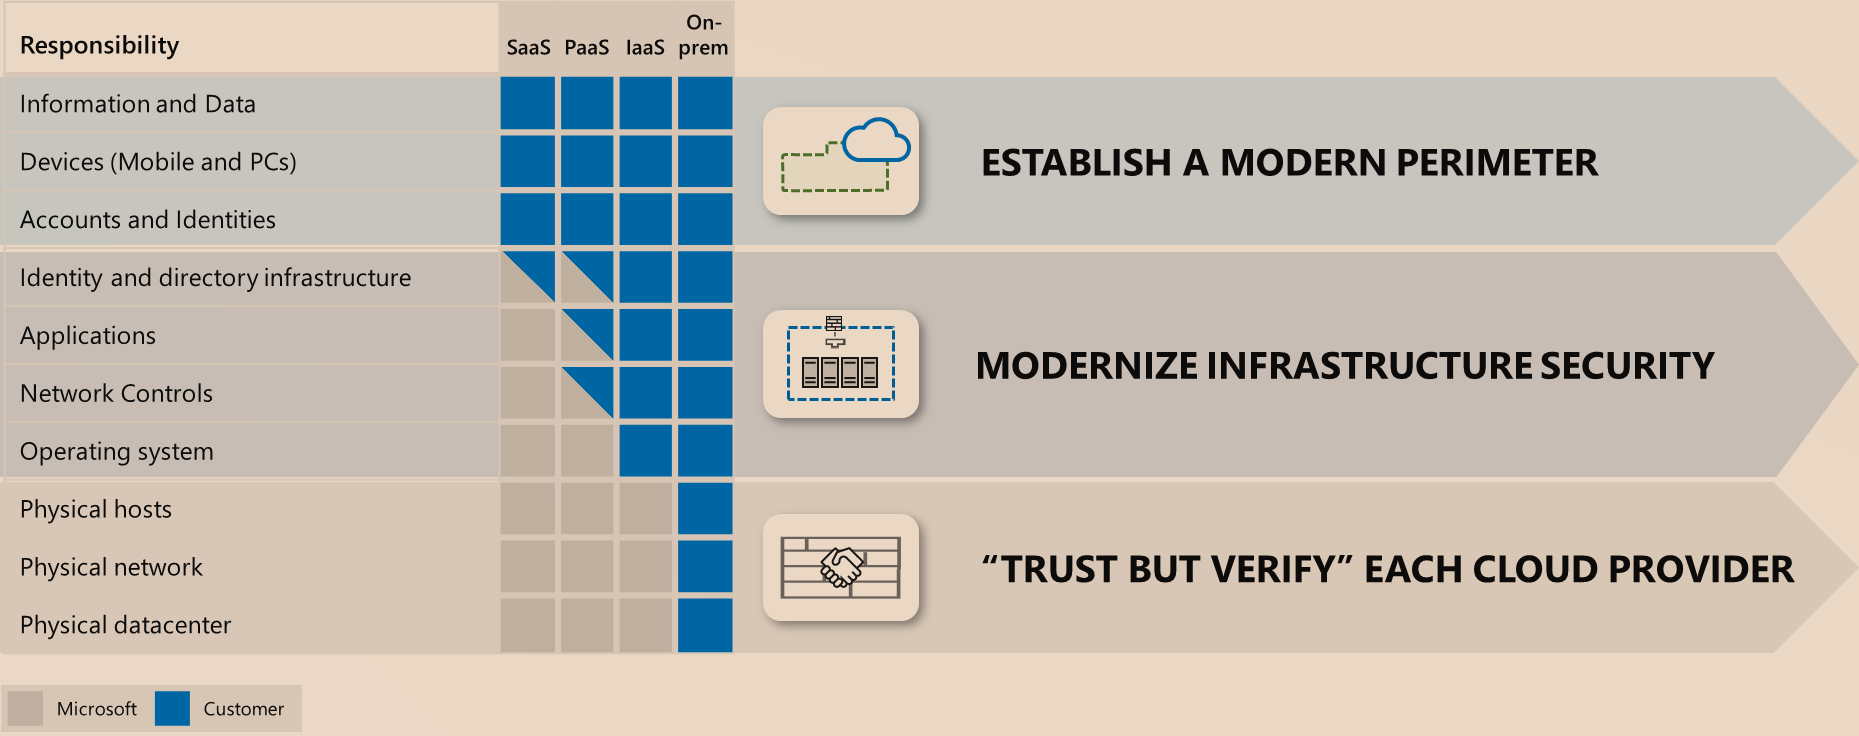 Responsibility
SaaS PaaS IaaS On-prem
Information and Data
Devices (Mobile and PCs)
Accounts and Identities
ESTABLISH A MODERN PERIMETER
Identity and directory infrastructure
Applications
Network Controls
Operating system
MODERNIZE INFRASTRUCTURE SECURITY
Physical hosts
Physical network
Physical datacenter
“TRUST BUT VERIFY” EACH CLOUD PROVIDER
Microsoft Customer